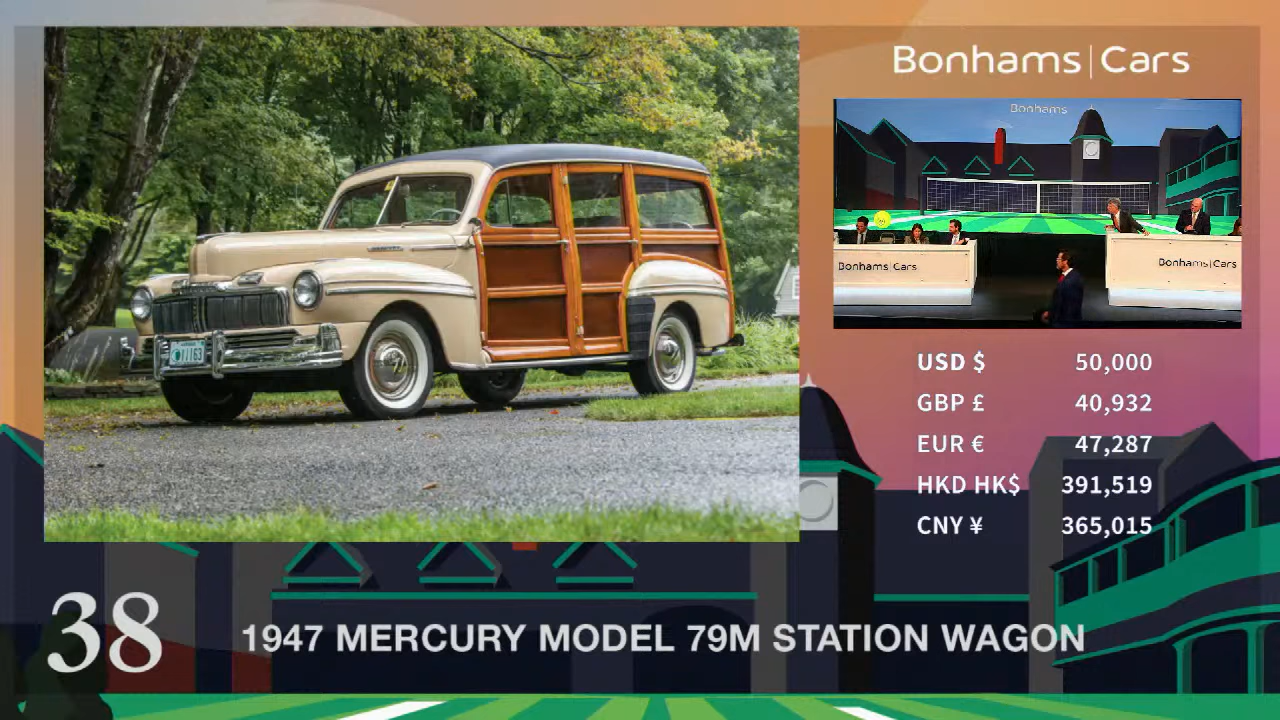 Bonhams|Cars
Bonhams
Bonhams|Cars
Bonhams|Cars
USD $ 50,000
GBP £ 40,932
EUR € 47,287
HKD HK$ 391,519
CNY ¥ 365,015
38
1947 MERCURY MODEL 79M STATION WAGON